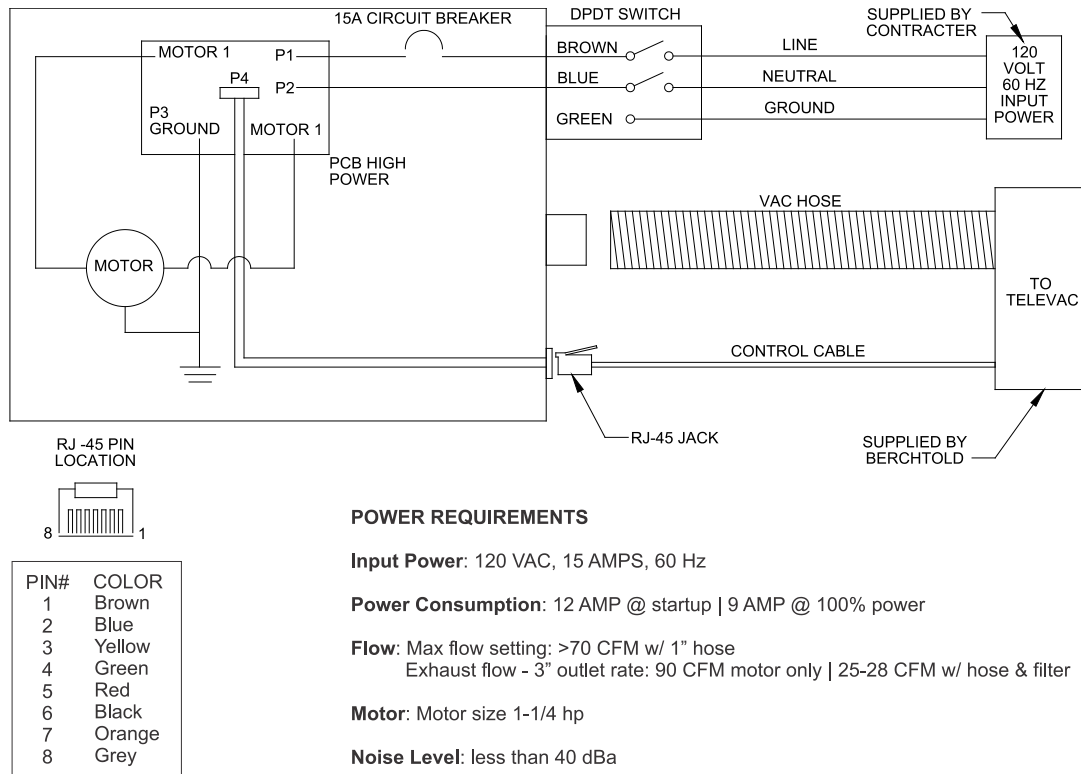 15A CIRCUIT BREAKER
DPDT SWITCH
SUPPLIED BY
CONTRACTER
MOTOR 1
P1
BROWN
LINE
120
VOLT
60 HZ
INPUT
POWER
P4
P2
BLUE
NEUTRAL
P3
GROUND
MOTOR 1
GREEN
GROUND
PCB HIGH
POWER
VAC HOSE
MOTOR
TO
TELEVAC
CONTROL CABLE
RJ-45 JACK
SUPPLIED BY
BERCHTOLD
RJ -45 PIN
LOCATION
8 1
PIN# COLOR
1 Brown
2 Blue
3 Yellow
4 Green
5 Red
6 Black
7 Orange
8 Grey
POWER REQUIREMENTS
Input Power: 120 VAC, 15 AMPS, 60 Hz
Power Consumption: 12 AMP @ startup | 9 AMP @ 100% power
Flow: Max flow setting: >70 CFM w/ 1” hose
Exhaust flow - 3” outlet rate: 90 CFM motor only | 25-28 CFM w/ hose & filter
Motor: Motor size 1-1/4 hp
Noise Level: less than 40 dBa